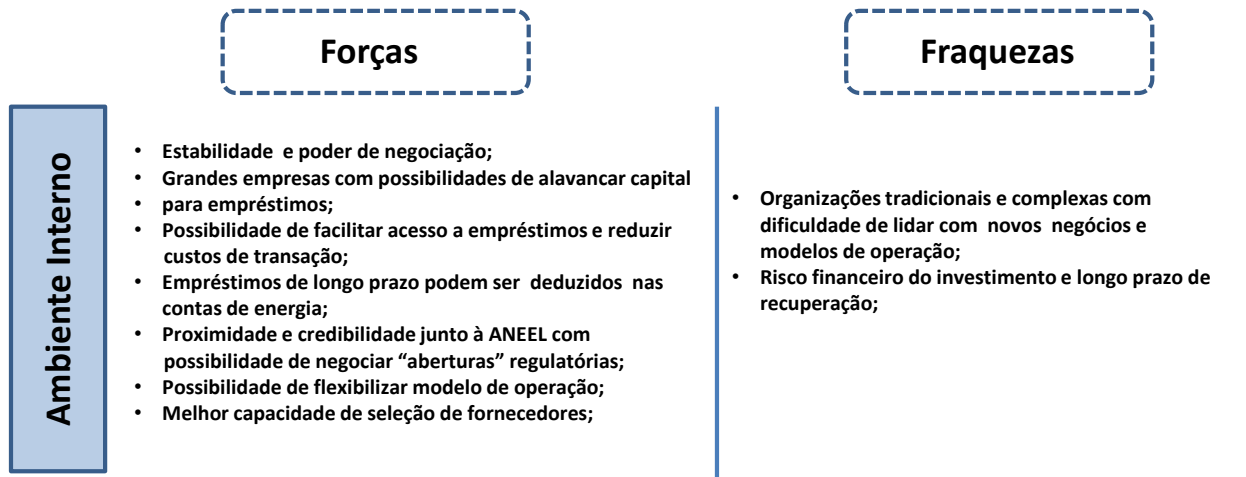 Forças
Fraquezas
Ambiente Interno
• Estabilidade e poder de negociação;
• Grandes empresas com possibilidades de alavancar capital
• para empréstimos;
• Possibilidade de facilitar acesso a empréstimos e reduzir
custos de transação;
• Empréstimos de longo prazo podem ser deduzidos nas
contas de energia;
• Proximidade e credibilidade junto à ANEEL com
possibilidade de negociar “aberturas” regulatórias;
• Possibilidade de flexibilizar modelo de operação;
• Melhor capacidade de seleção de fornecedores;
• Organizações tradicionais e complexas com
dificuldade de lidar com novos negócios e
modelos de operação;
• Risco financeiro do investimento e longo prazo de
recuperação;